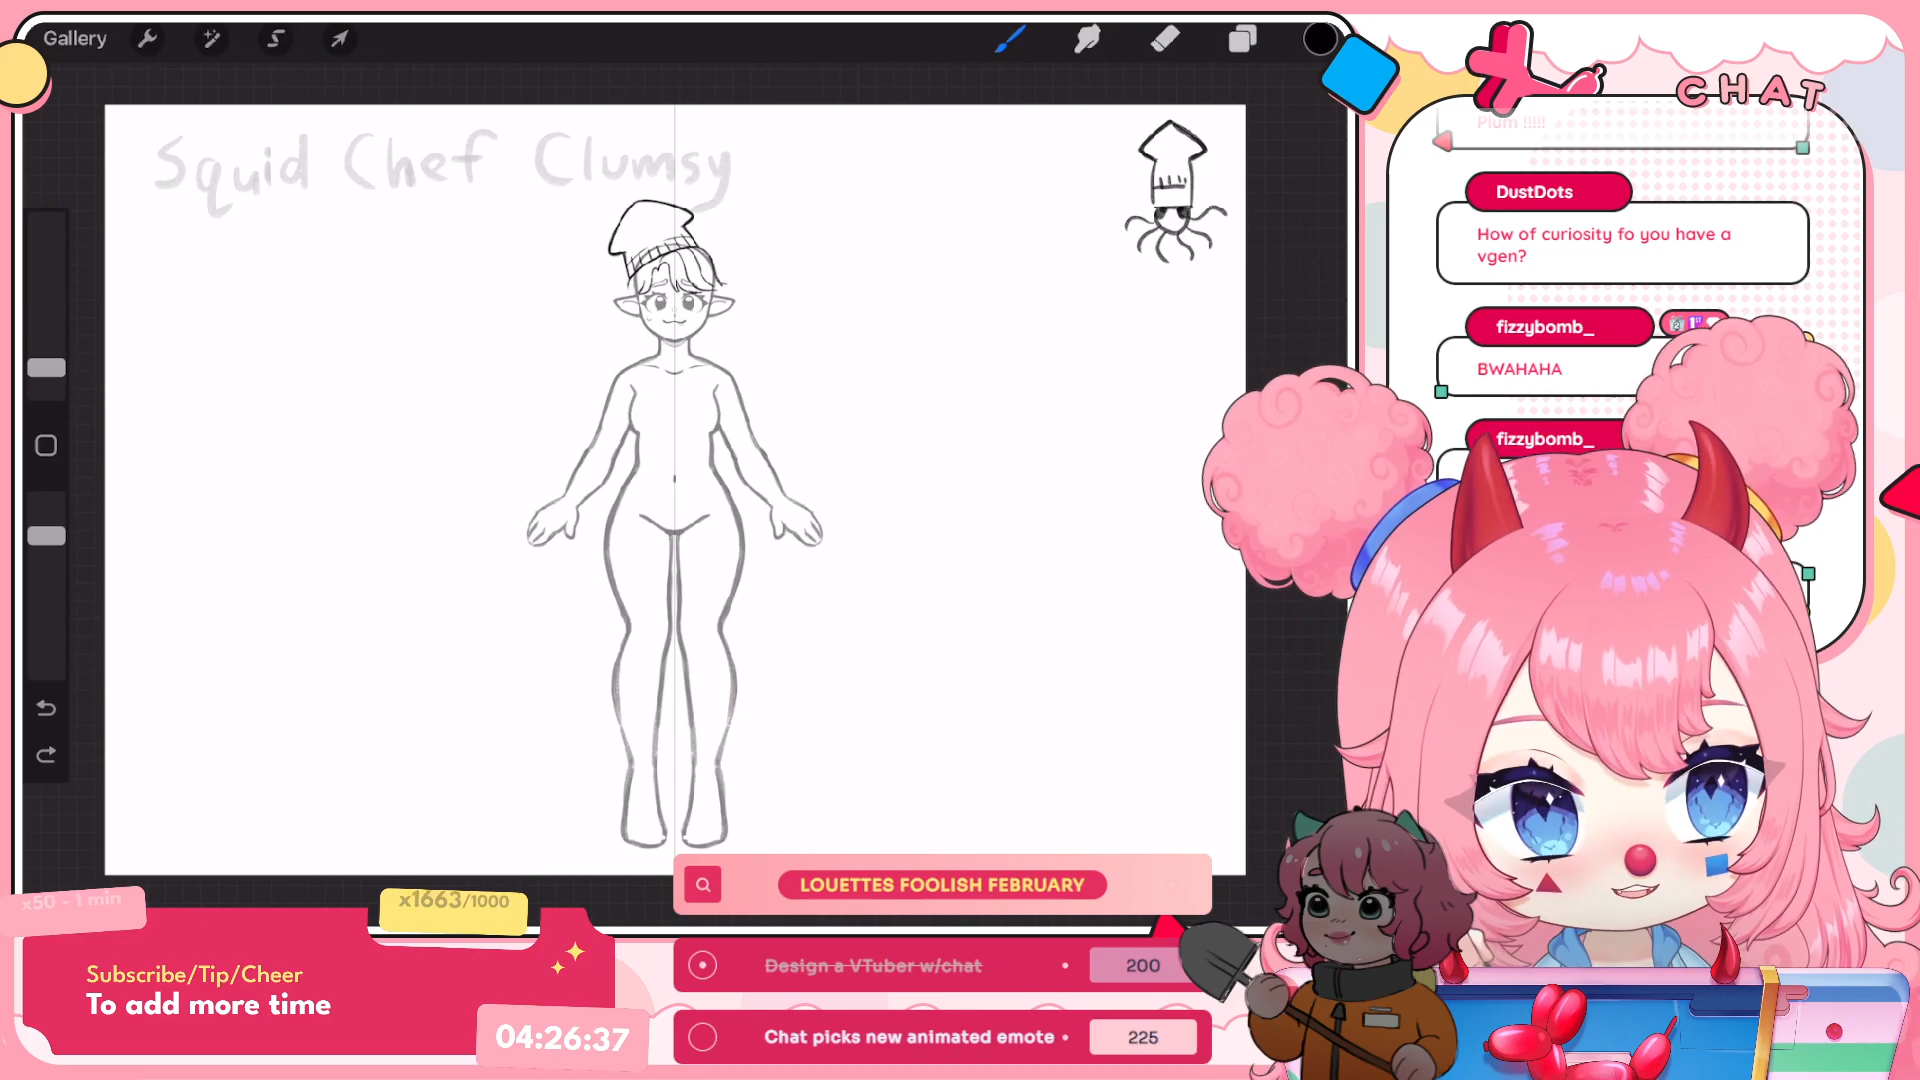 Gallery
Squid Chef Clumsy
CHAT
Plum !!!!!
DustDots
How of curiosity fo you have a
vgen?
fizzybomb_
BWAHAHA
fizzybomb_
x50 - 1 min
x1663/1000
Subscribe/Tip/Cheer
To add more time
04:26:37
LOUETTES FOOLISH FEBRUARY
Design a VTuber w/chat • 200
Chat picks new animated emote • 225